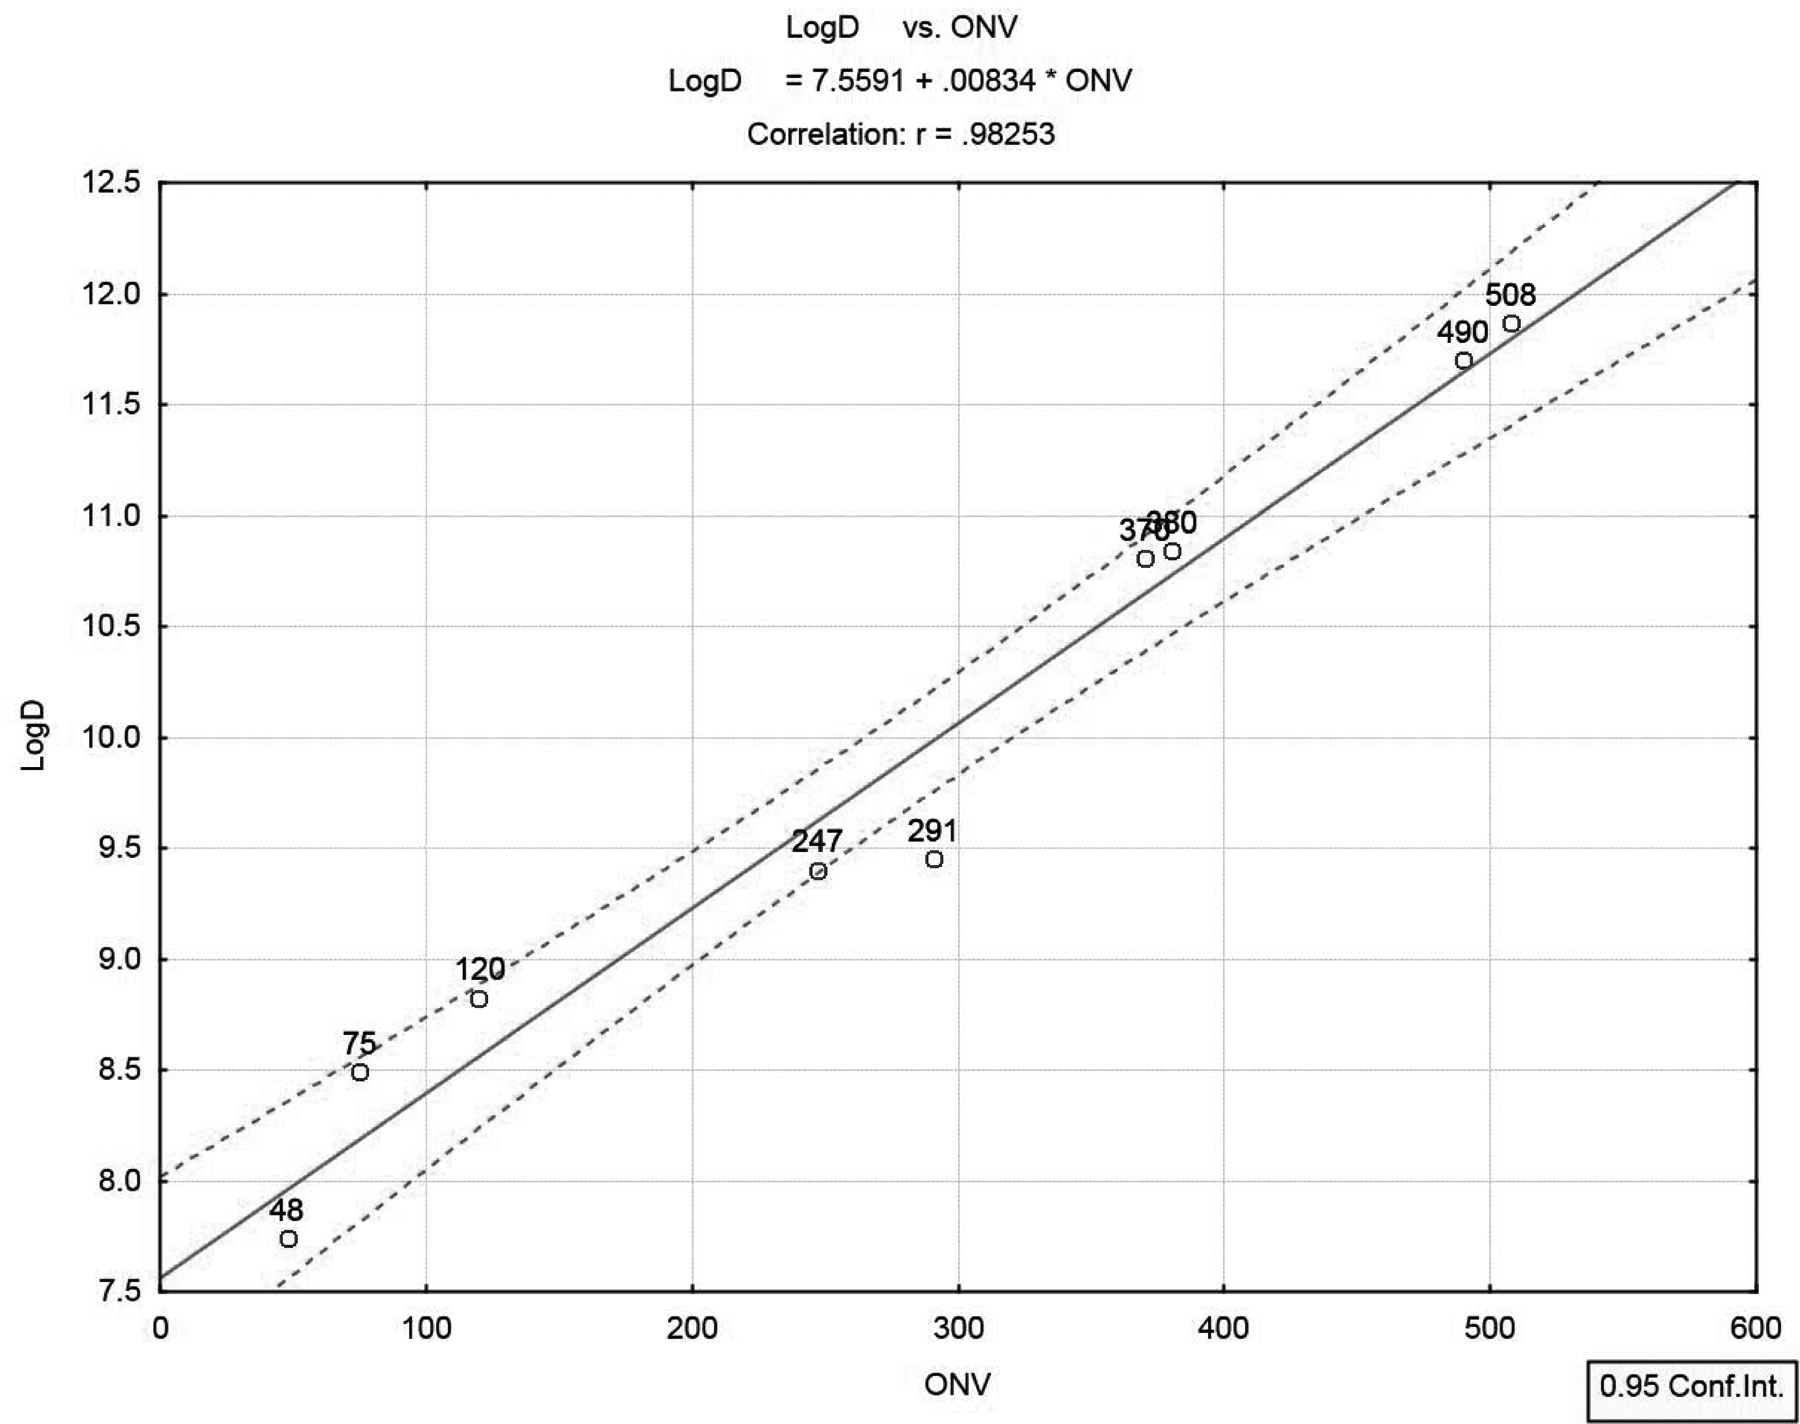 LogD vs. ONV
LogD = 7.5591 + .00834 * ONV
Correlation: r = .98253
12.5
12.0
11.5
11.0
10.5
10.0
9.5
9.0
8.5
8.0
7.5
LogD
508
490
370 380
247
291
120
75
48
0 100 200 300 400 500 600
ONV
0.95 Conf.Int.